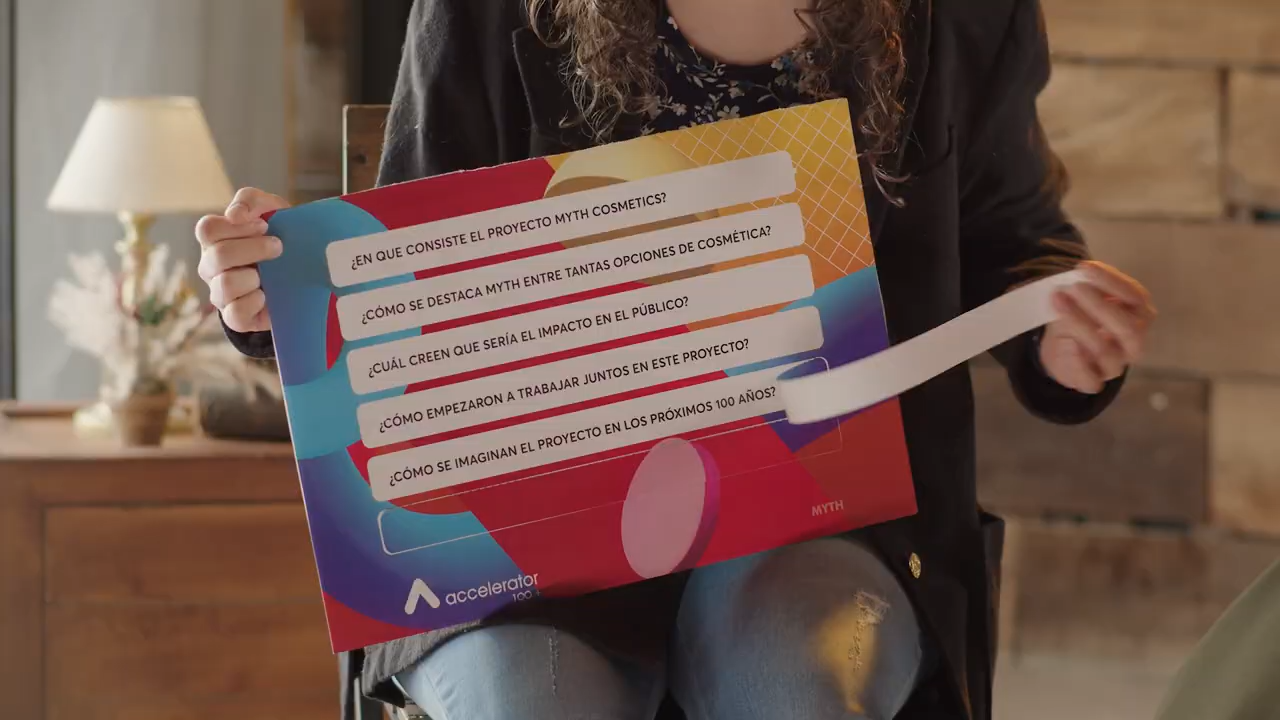 ¿EN QUE CONSISTE EL PROYECTO MYTH COSMETICS?
¿CÓMO SE DESTACA MYTH ENTRE TANTAS OPCIONES DE COSMÉTICA?
¿CUÁL CREEN QUE SERÍA EL IMPACTO EN EL PÚBLICO?
¿CÓMO EMPEZARON A TRABAJAR JUNTOS EN ESTE PROYECTO?
¿CÓMO SE IMAGINAN EL PROYECTO EN LOS PRÓXIMOS 100 AÑOS?
MYTH
accelerator
100